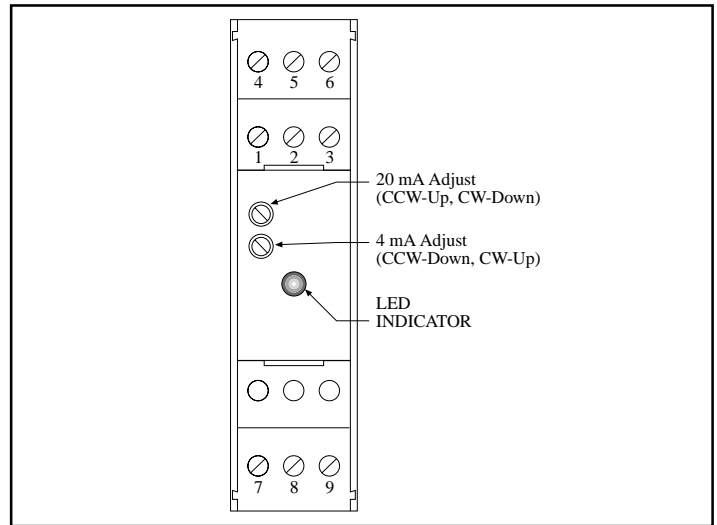 4 5 6
1 2 3
20 mA Adjust
(CCW-Up, CW-Down)
4 mA Adjust
(CCW-Down, CW-Up)
LED
INDICATOR
7 8 9